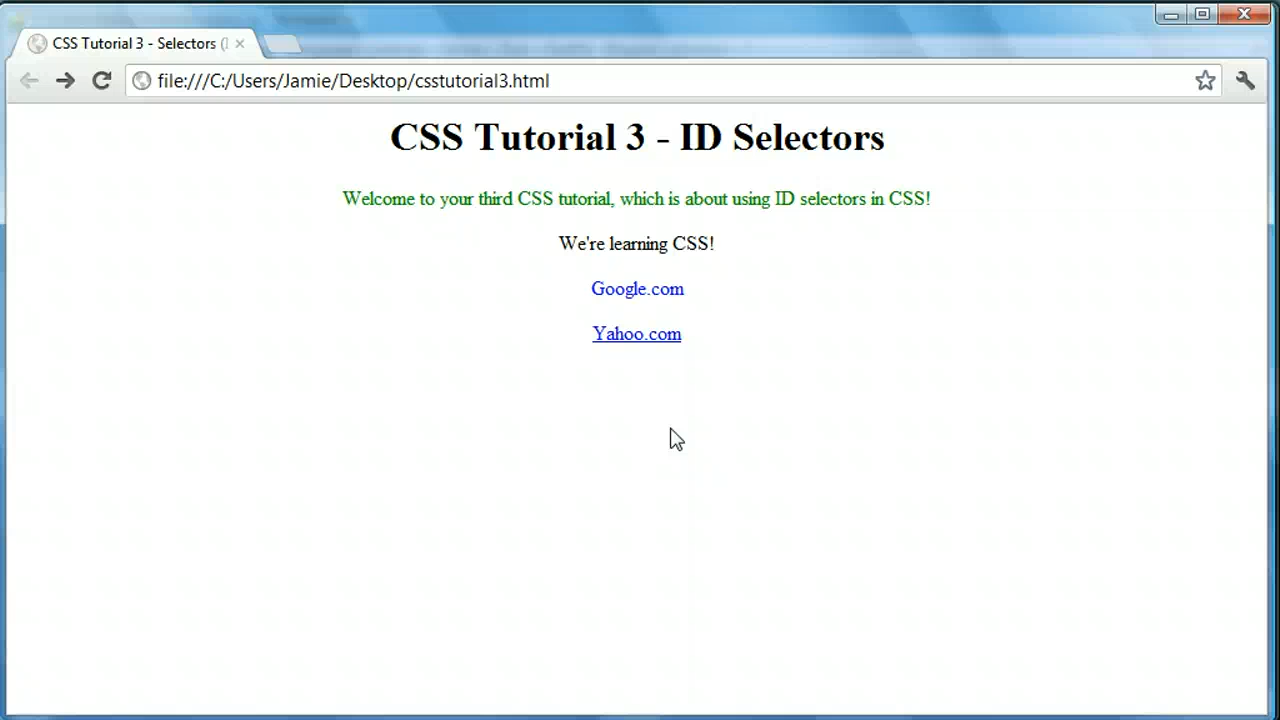 CSS Tutorial 3 - Selectors (
file:///C:/Users/Jamie/Desktop/csstutorial3.html
CSS Tutorial 3 - ID Selectors
Welcome to your third CSS tutorial, which is about using ID selectors in CSS!
We're learning CSS!
Google.com
Yahoo.com